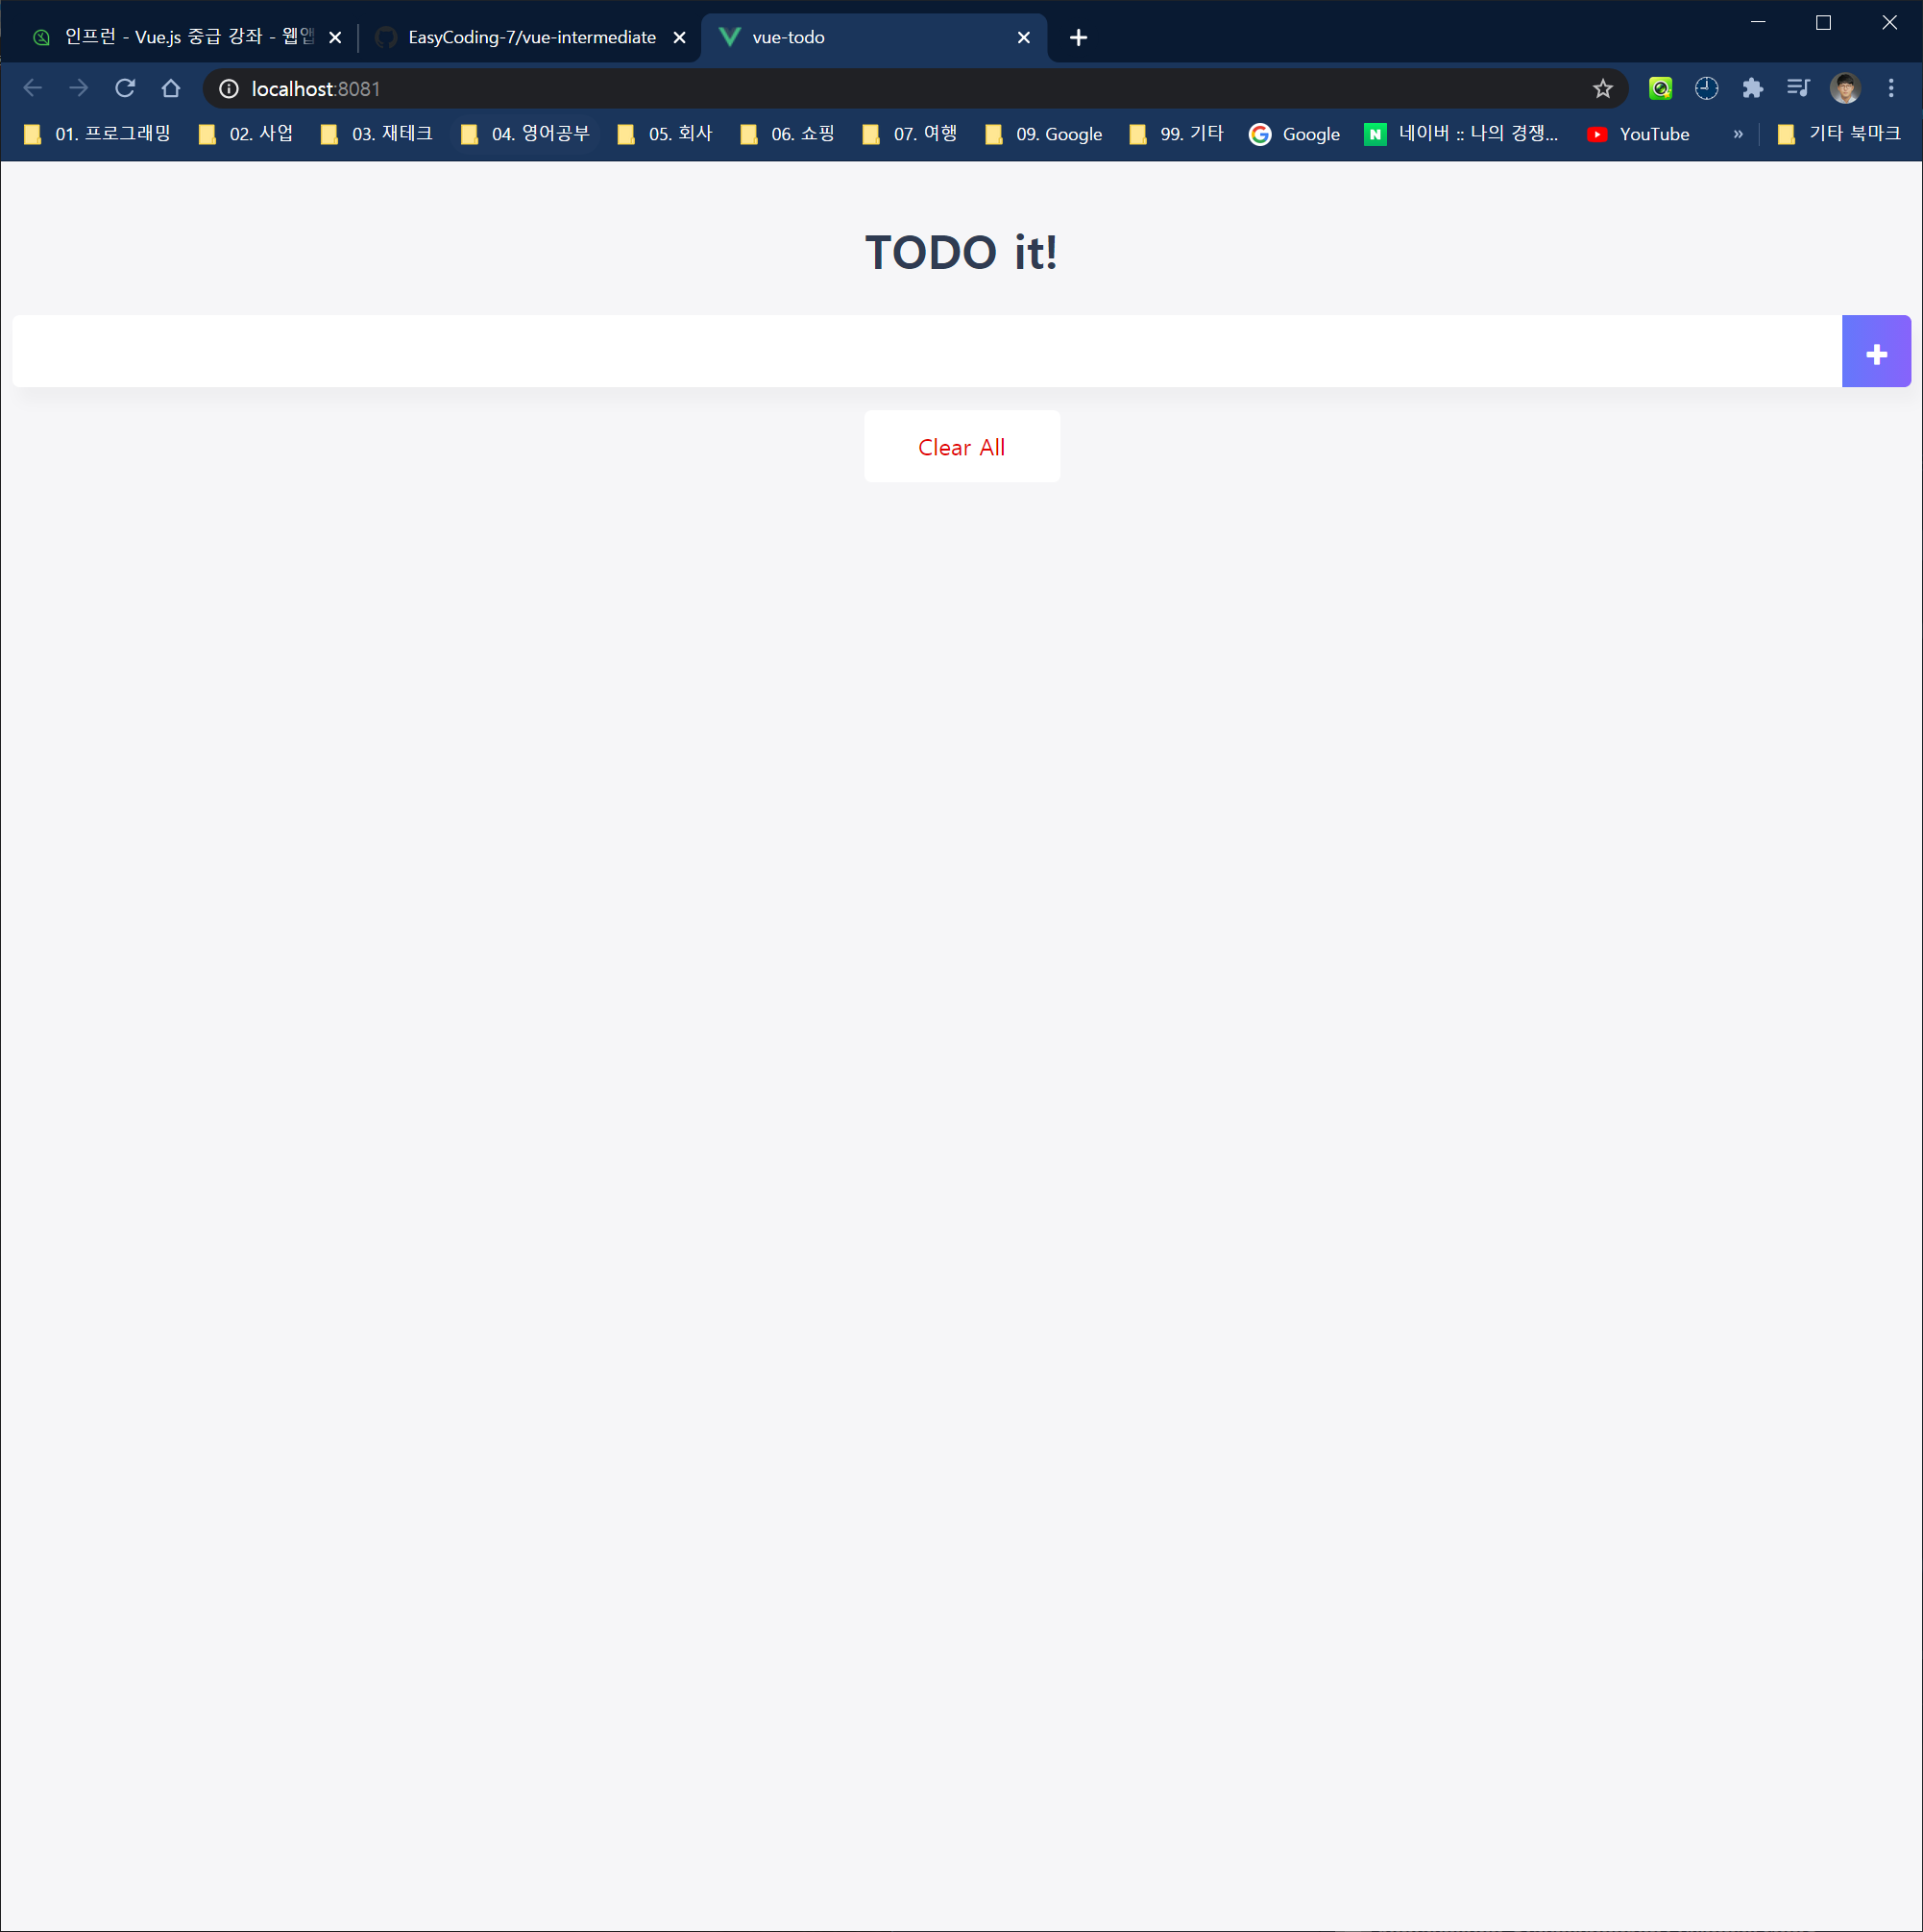 인프런 - Vue.js 중급 강좌 - 웹앱
EasyCoding-7/vue-intermediate
vue-todo
localhost:8081
01. 프로그래밍 02. 사업 03. 재테크 04. 영어공부 05. 회사 06. 쇼핑 07. 여행 09. Google 99. 기타 Google 네이버 :: 나의 경쟁... YouTube » 기타 북마크
TODO it!
Clear All